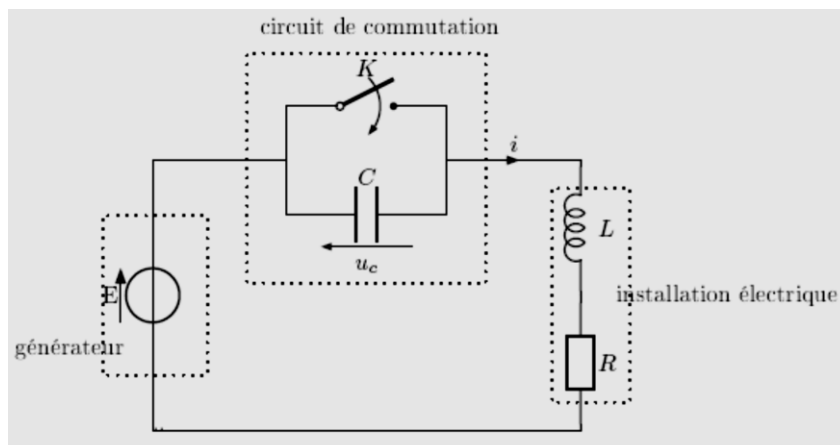 circuit de commutation
K
i
C
L
u_c
E
installation électrique
générateur
R